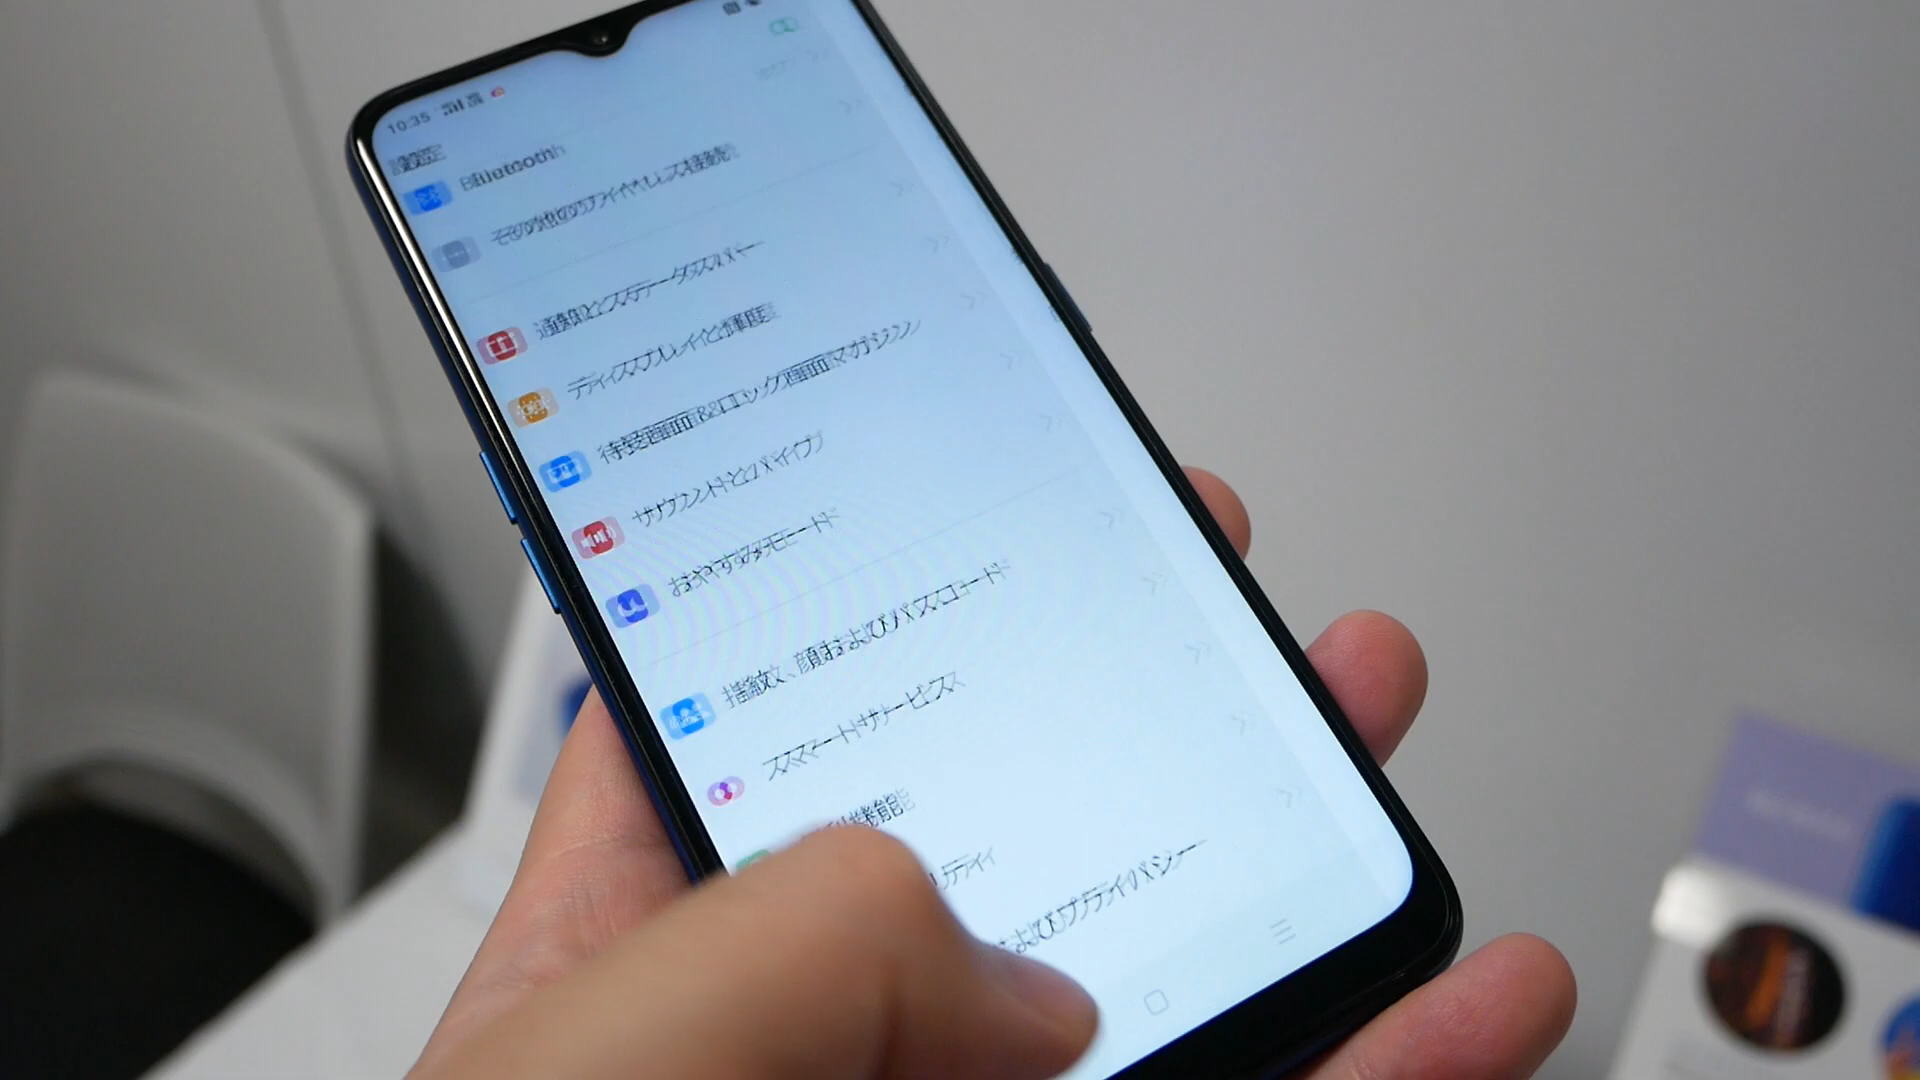 10:35
設定
Bluetooth
その他のワイヤレス接続
通知とステータスバー
ディスプレイと輝度
待受画面&ロック画面マガジン
サウンドとバイブ
おやすみモード
指紋、顔およびパスコード
スマートサービス
機能
ティ
およびプライバシー